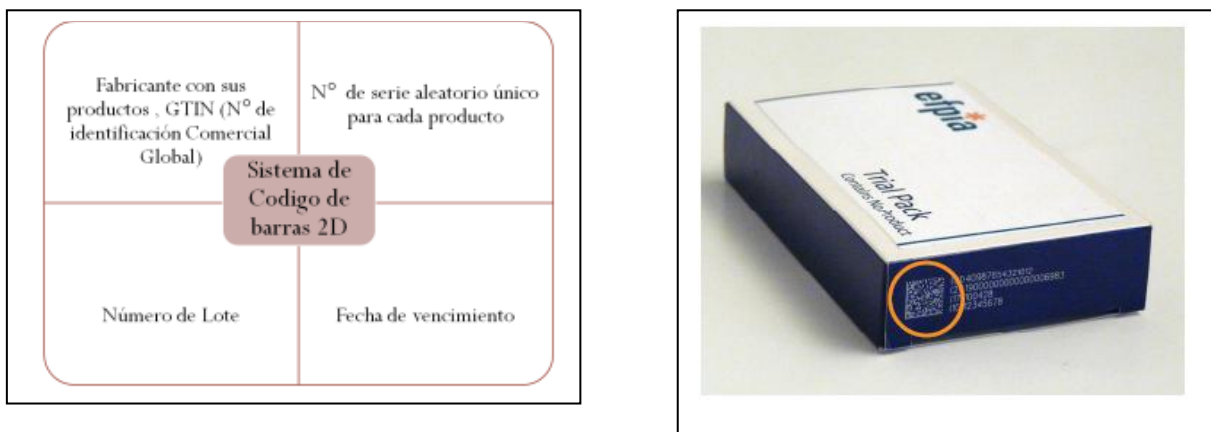 Fabricante con sus
productos , GTIN (N° de
identificación Comercial
Global)
N° de serie aleatorio único
para cada producto
Sistema de
Codigo de
barras 2D
Número de Lote
Fecha de vencimiento
efpia
Trial Pack
Contains No Product